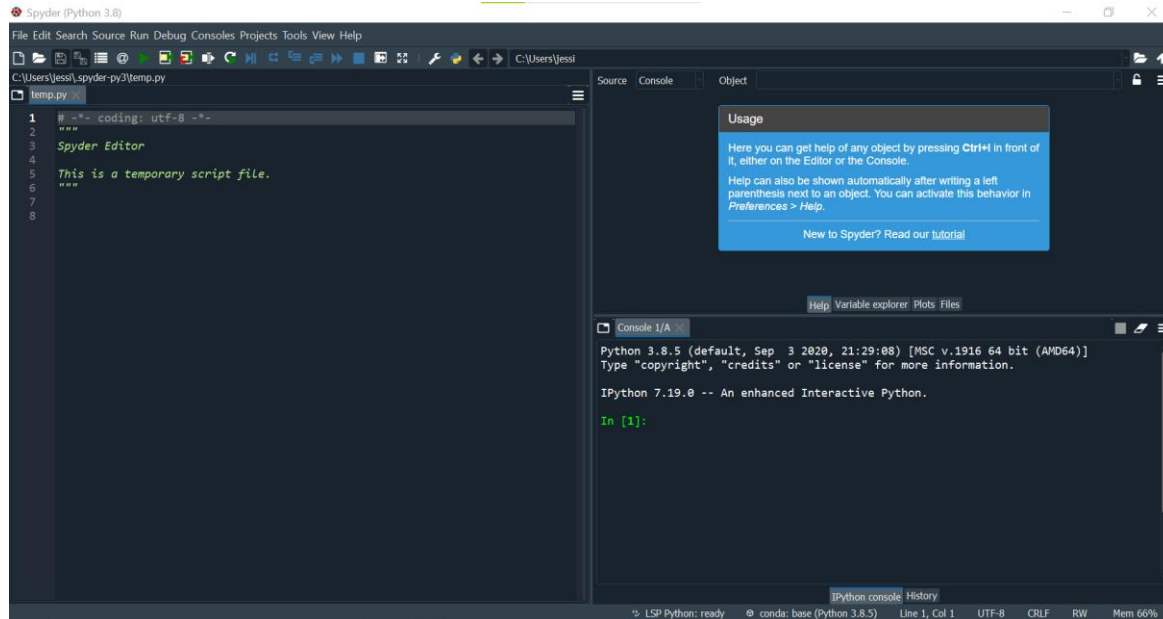 Spyder (Python 3.8)
File Edit Search Source Run Debug Consoles Projects Tools View Help
C:\Users\jessi
C:\Users\jessi\.spyder-py3\temp.py
temp.py
1 # -*- coding: utf-8 -*-
2 """
3 Spyder Editor
4
5 This is a temporary script file.
6 """
7
8
Source Console Object
Usage
Here you can get help of any object by pressing Ctrl+I in front of
it, either on the Editor or the Console.
Help can also be shown automatically after writing a left
parenthesis next to an object. You can activate this behavior in
Preferences > Help.
New to Spyder? Read our tutorial
Help Variable explorer Plots Files
Console 1/A
Python 3.8.5 (default, Sep  3 2020, 21:29:08) [MSC v.1916 64 bit (AMD64)]
Type "copyright", "credits" or "license" for more information.
IPython 7.19.0 -- An enhanced Interactive Python.
In [1]:
IPython console History
LSP Python: ready conda: base (Python 3.8.5) Line 1, Col 1 UTF-8 CRLF RW Mem 66%